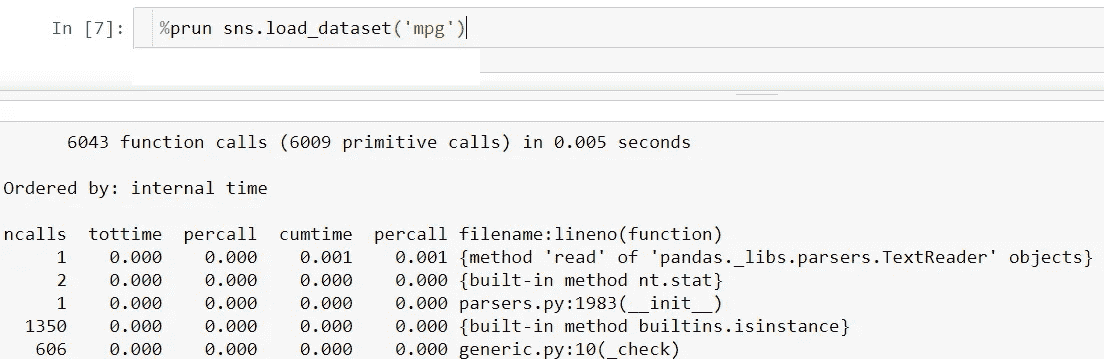 In [7]: %prun sns.load_dataset('mpg')
6043 function calls (6009 primitive calls) in 0.005 seconds
Ordered by: internal time
ncalls tottime percall cumtime percall filename:lineno(function)
1 0.000 0.000 0.001 0.001 {method 'read' of 'pandas._libs.parsers.TextReader' objects}
2 0.000 0.000 0.000 0.000 {built-in method nt.stat}
1 0.000 0.000 0.000 0.000 parsers.py:1983(__init__)
1350 0.000 0.000 0.000 0.000 {built-in method builtins.isinstance}
606 0.000 0.000 0.000 0.000 generic.py:10(_check)